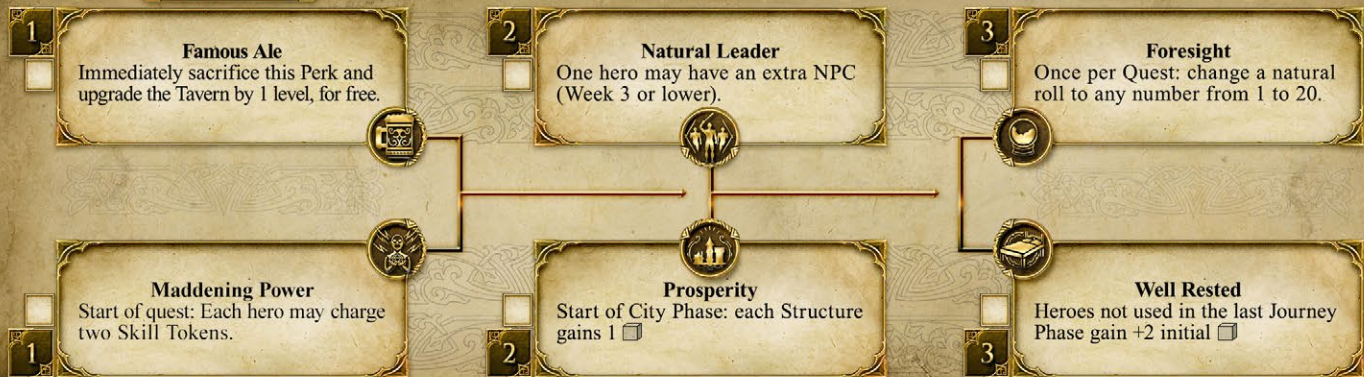 1
Famous Ale
Immediately sacrifice this Perk and
upgrade the Tavern by 1 level, for free.
2
Natural Leader
One hero may have an extra NPC
(Week 3 or lower).
3
Foresight
Once per Quest: change a natural
roll to any number from 1 to 20.
Maddening Power
Start of quest: Each hero may charge
two Skill Tokens.
1
Prosperity
Start of City Phase: each Structure
gains 1
2
Well Rested
Heroes not used in the last Journey
Phase gain +2 initial
3